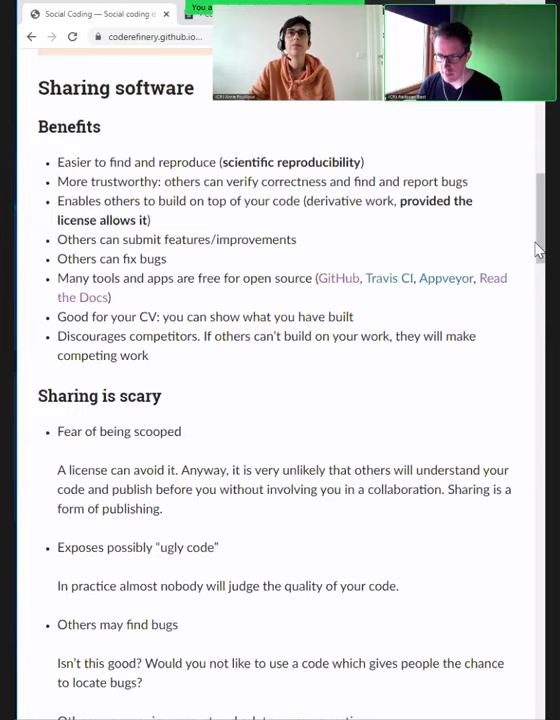 You a
Social Coding — Social coding d
coderefinery.github.io...
(CR) Anne Fouilloux
(CR) Radovan Bast
Sharing software
Benefits
• Easier to find and reproduce (scientific reproducibility)
• More trustworthy: others can verify correctness and find and report bugs
• Enables others to build on top of your code (derivative work, provided the
license allows it)
• Others can submit features/improvements
• Others can fix bugs
• Many tools and apps are free for open source (GitHub, Travis CI, Appveyor, Read
the Docs)
• Good for your CV: you can show what you have built
• Discourages competitors. If others can't build on your work, they will make
competing work
Sharing is scary
• Fear of being scooped
A license can avoid it. Anyway, it is very unlikely that others will understand your
code and publish before you without involving you in a collaboration. Sharing is a
form of publishing.
• Exposes possibly “ugly code”
In practice almost nobody will judge the quality of your code.
• Others may find bugs
Isn't this good? Would you not like to use a code which gives people the chance
to locate bugs?